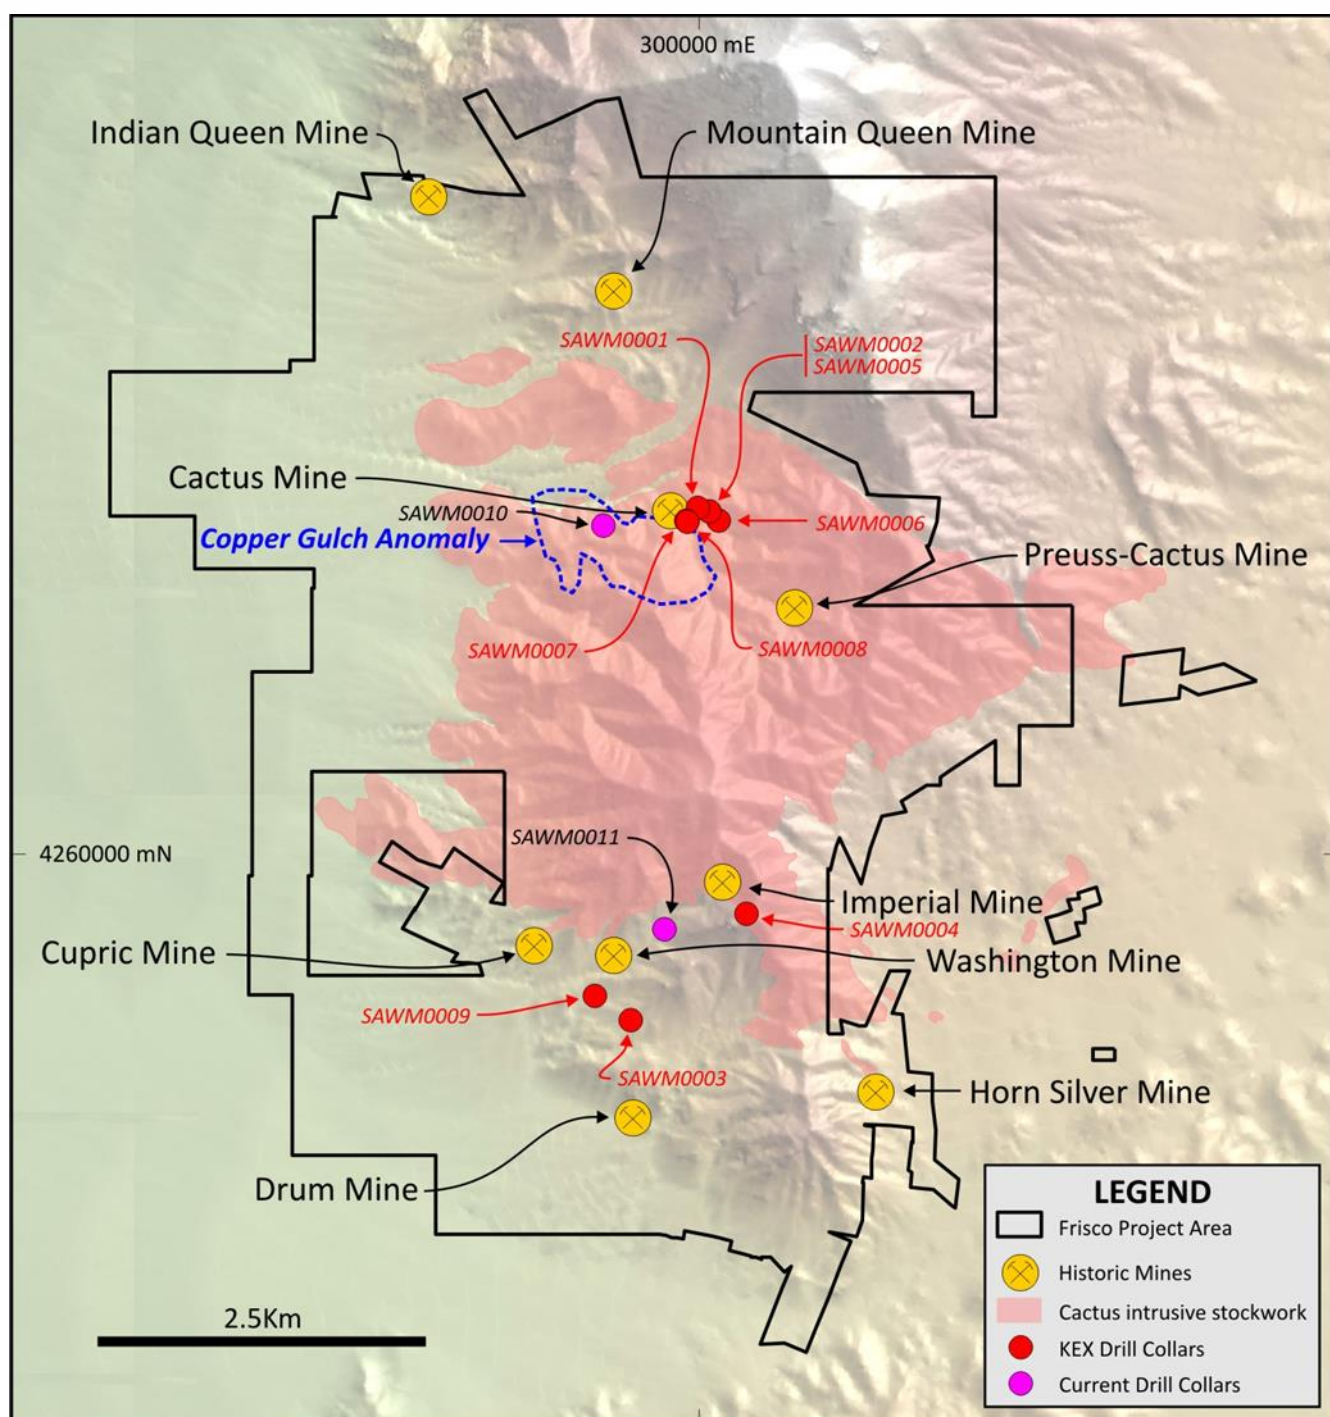 300000 mE
Indian Queen Mine
Mountain Queen Mine
SAWM0001
SAWM0002
SAWM0005
Cactus Mine
SAWM0010
SAWM0006
Copper Gulch Anomaly
Preuss-Cactus Mine
SAWM0007
SAWM0008
SAWM0011
4260000 mN
Imperial Mine
SAWM0004
Cupric Mine
Washington Mine
SAWM0009
SAWM0003
Horn Silver Mine
Drum Mine
LEGEND
Frisco Project Area
Historic Mines
Cactus intrusive stockwork
KEX Drill Collars
Current Drill Collars
2.5Km